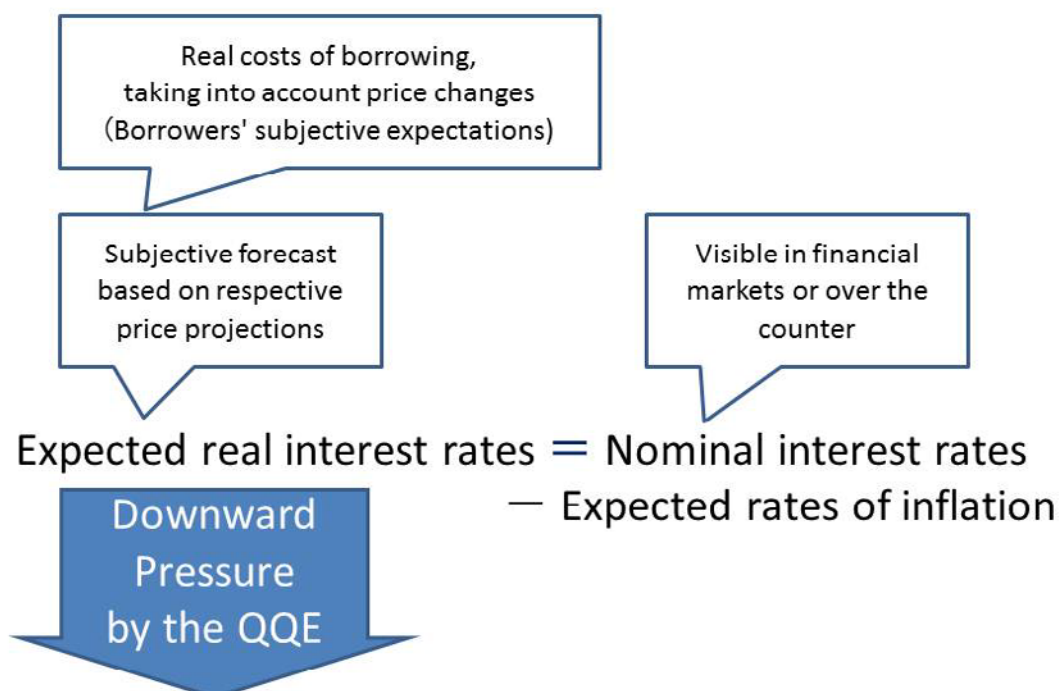 Real costs of borrowing,
taking into account price changes
（Borrowers' subjective expectations)
Subjective forecast
based on respective
price projections
Visible in financial
markets or over the
counter
Expected real interest rates = Nominal interest rates
－ Expected rates of inflation
Downward
Pressure
by the QQE